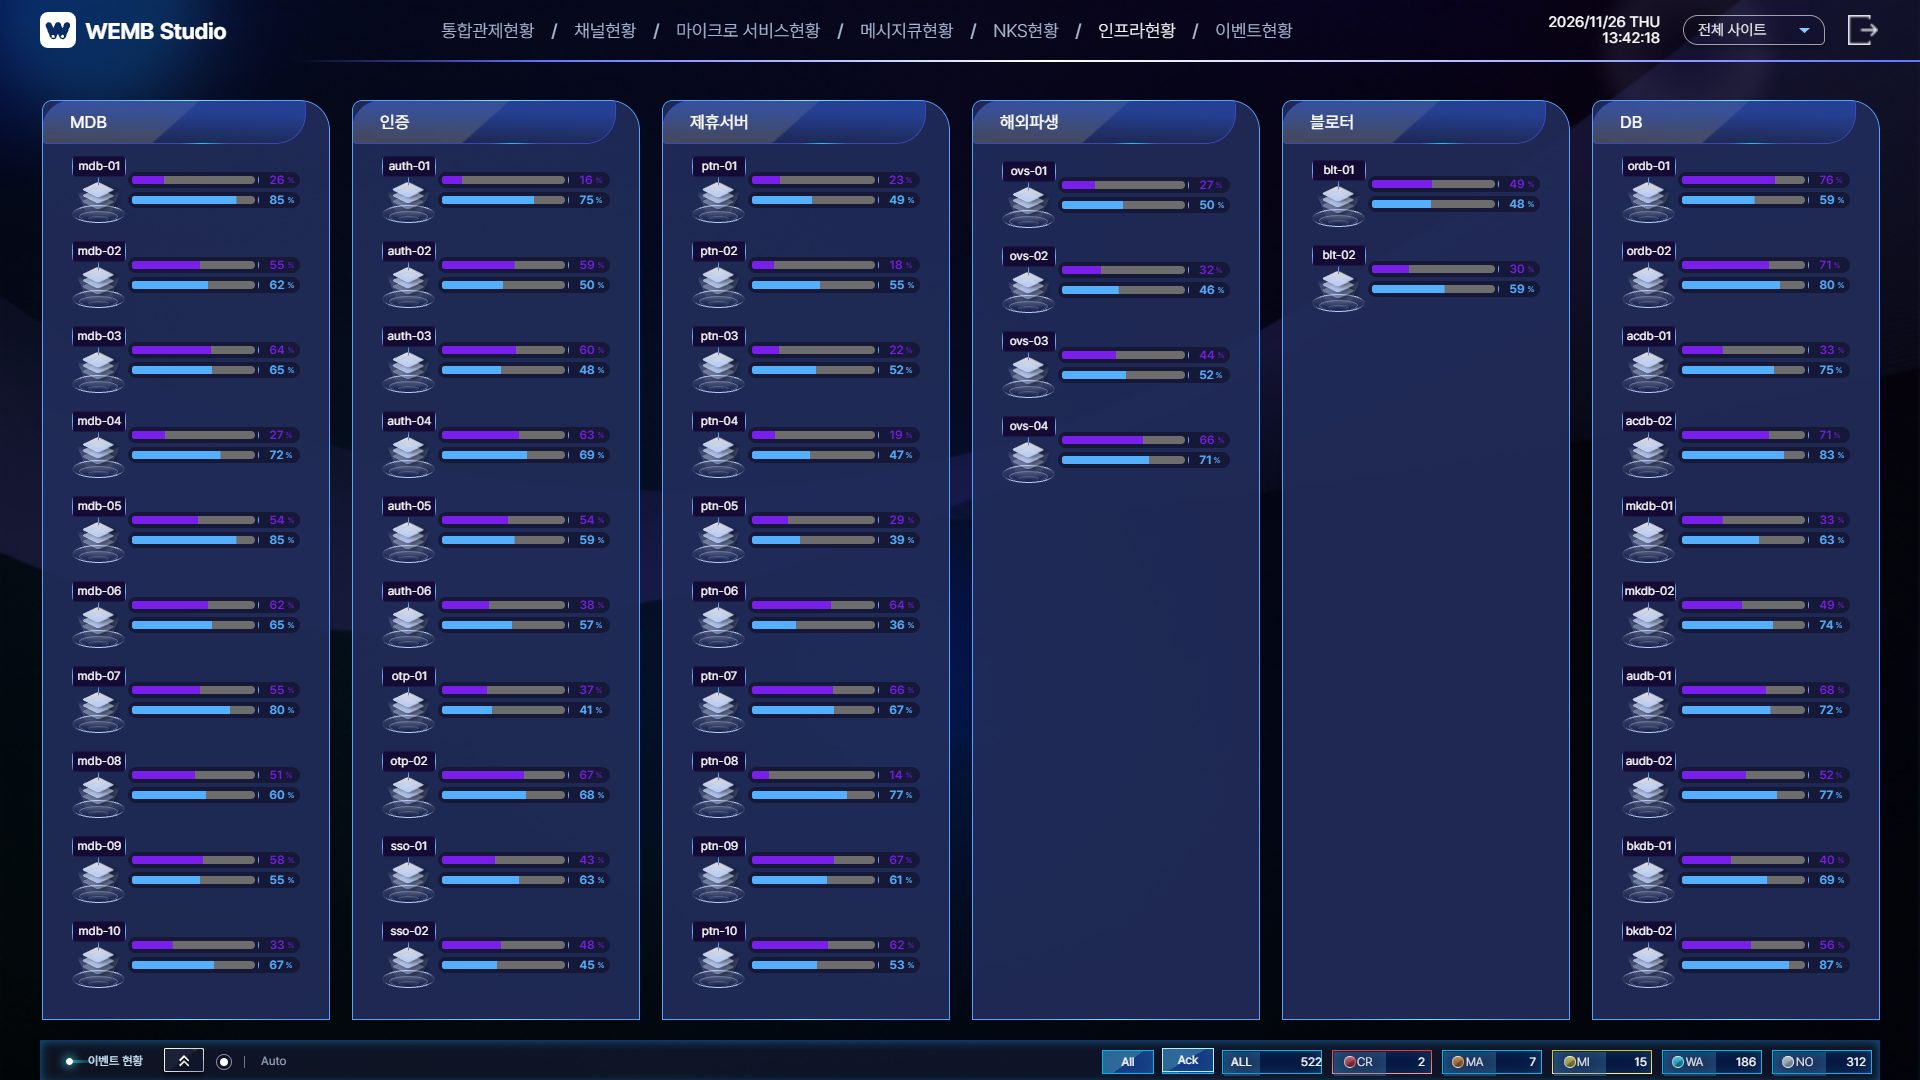 WEMB Studio
통합관제현황 / 채널현황 / 마이크로 서비스현황 / 메시지큐현황 / NKS현황 / 인프라현황 / 이벤트현황
2026/11/26 THU
13:42:18
전체 사이트
MDB
mdb-01
26 %
85 %
mdb-02
55 %
62 %
mdb-03
64 %
65 %
mdb-04
27 %
72 %
mdb-05
54 %
85 %
mdb-06
62 %
65 %
mdb-07
55 %
80 %
mdb-08
51 %
60 %
mdb-09
58 %
55 %
mdb-10
33 %
67 %
인증
auth-01
16 %
75 %
auth-02
59 %
50 %
auth-03
60 %
48 %
auth-04
63 %
69 %
auth-05
54 %
59 %
auth-06
38 %
57 %
otp-01
37 %
41 %
otp-02
67 %
68 %
sso-01
43 %
63 %
sso-02
48 %
45 %
제휴서버
ptn-01
23 %
49 %
ptn-02
18 %
55 %
ptn-03
22 %
52 %
ptn-04
19 %
47 %
ptn-05
29 %
39 %
ptn-06
64 %
36 %
ptn-07
66 %
67 %
ptn-08
14 %
77 %
ptn-09
67 %
61 %
ptn-10
62 %
53 %
해외파생
ovs-01
27 %
50 %
ovs-02
32 %
46 %
ovs-03
44 %
52 %
ovs-04
66 %
71 %
블로터
blt-01
49 %
48 %
blt-02
30 %
59 %
DB
ordb-01
76 %
59 %
ordb-02
71 %
80 %
acdb-01
33 %
75 %
acdb-02
71 %
83 %
mkdb-01
33 %
63 %
mkdb-02
49 %
74 %
audb-01
68 %
72 %
audb-02
52 %
77 %
bkdb-01
40 %
69 %
bkdb-02
56 %
87 %
이벤트 현황 | Auto
All Ack ALL 522 CR 2 MA 7 MI 15 WA 186 NO 312